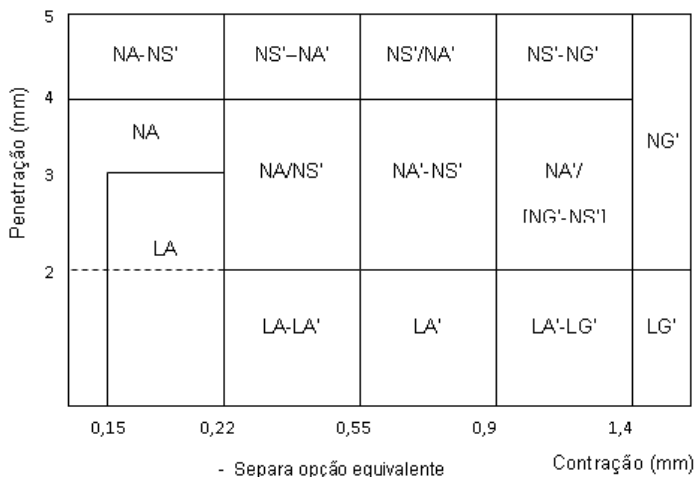 5
NA-NS' NS'–NA' NS'/NA' NS'-NG'
4
NA
NG'
3
NA/NS' NA'-NS' NA'/
[NG'-NS']
LA
2
LA-LA' LA' LA'-LG' LG'
0,15 0,22 0,55 0,9 1,4
- Separa opção equivalente
Contração (mm)
Penetração (mm)